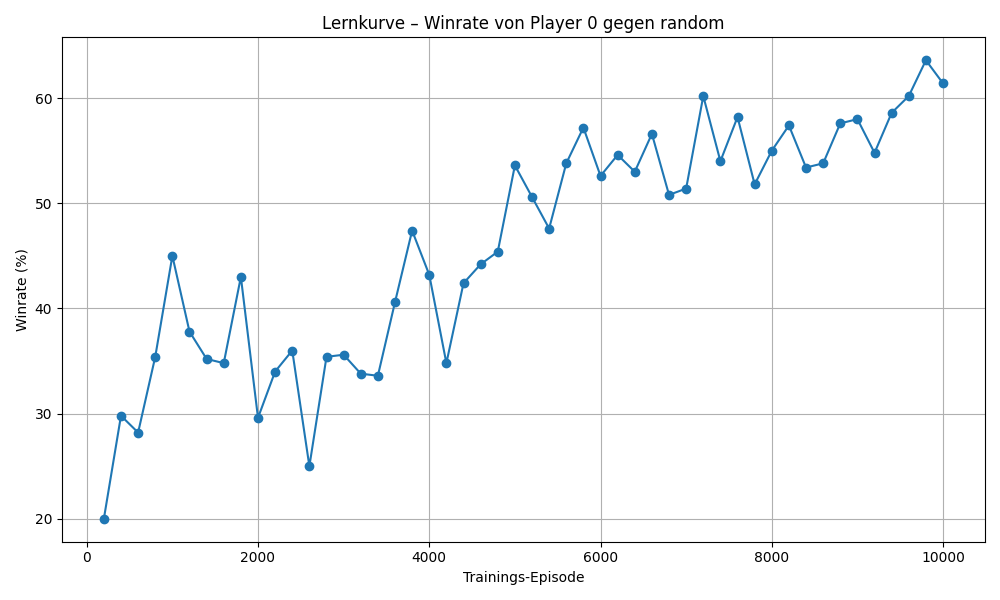 Lernkurve – Winrate von Player 0 gegen random
Winrate (%)
60
50
40
30
20
0 2000 4000 6000 8000 10000
Trainings-Episode